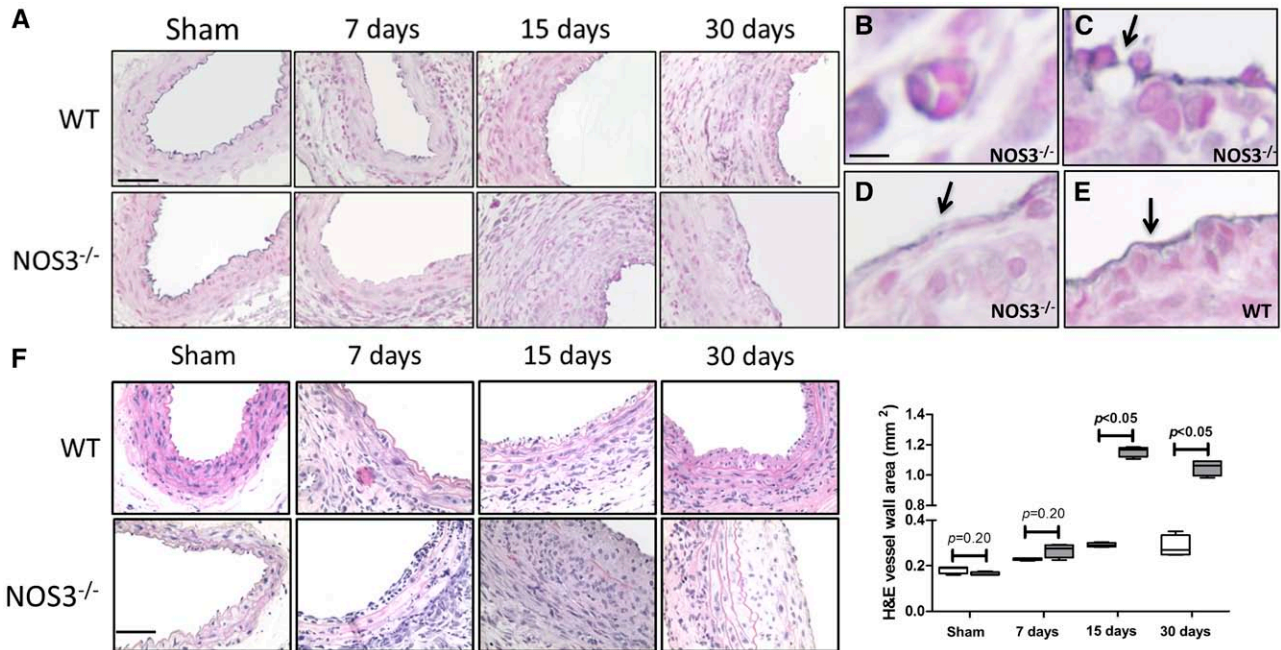 A
Sham
7 days
15 days
30 days
WT
NOS3-/-
B
NOS3-/-
C
NOS3-/-
D
NOS3-/-
E
WT
F
Sham
7 days
15 days
30 days
WT
NOS3-/-
H&E vessel wall area (mm 2)
1.4
1.2
1.0
0.8
0.4
0.2
0.0
p=0.20
p=0.20
p<0.05
p<0.05
Sham
7 days
15 days
30 days